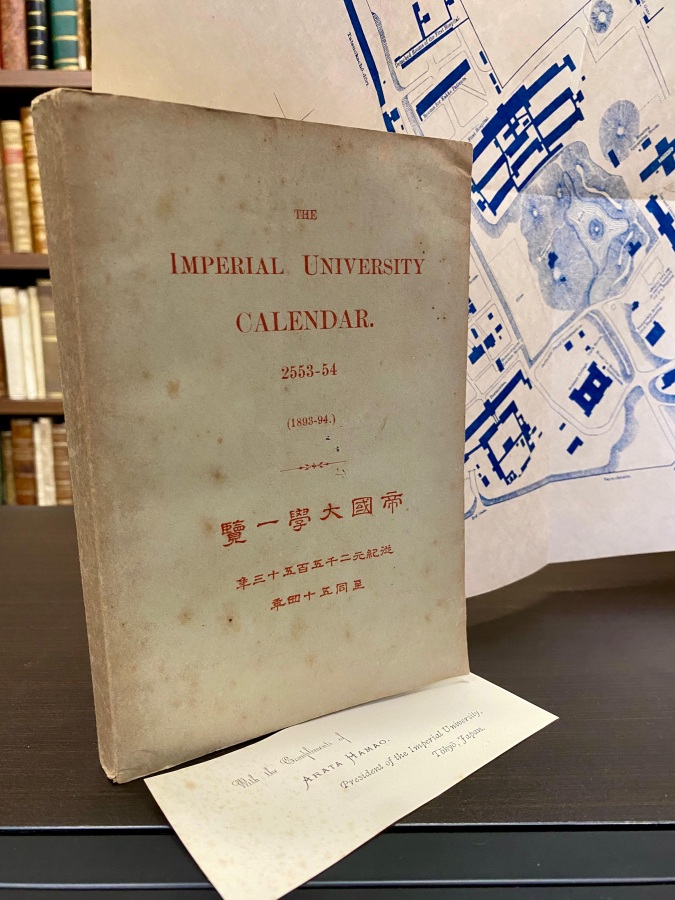 THE
IMPERIAL UNIVERSITY
CALENDAR.
2553-54
(1893-94.)
帝國大學一覽
從紀元二千五百五十三年
至同五十四年
With the Compliments of
ARATA HAMAO.
President of the Imperial University,
Tōkyō, Japan.